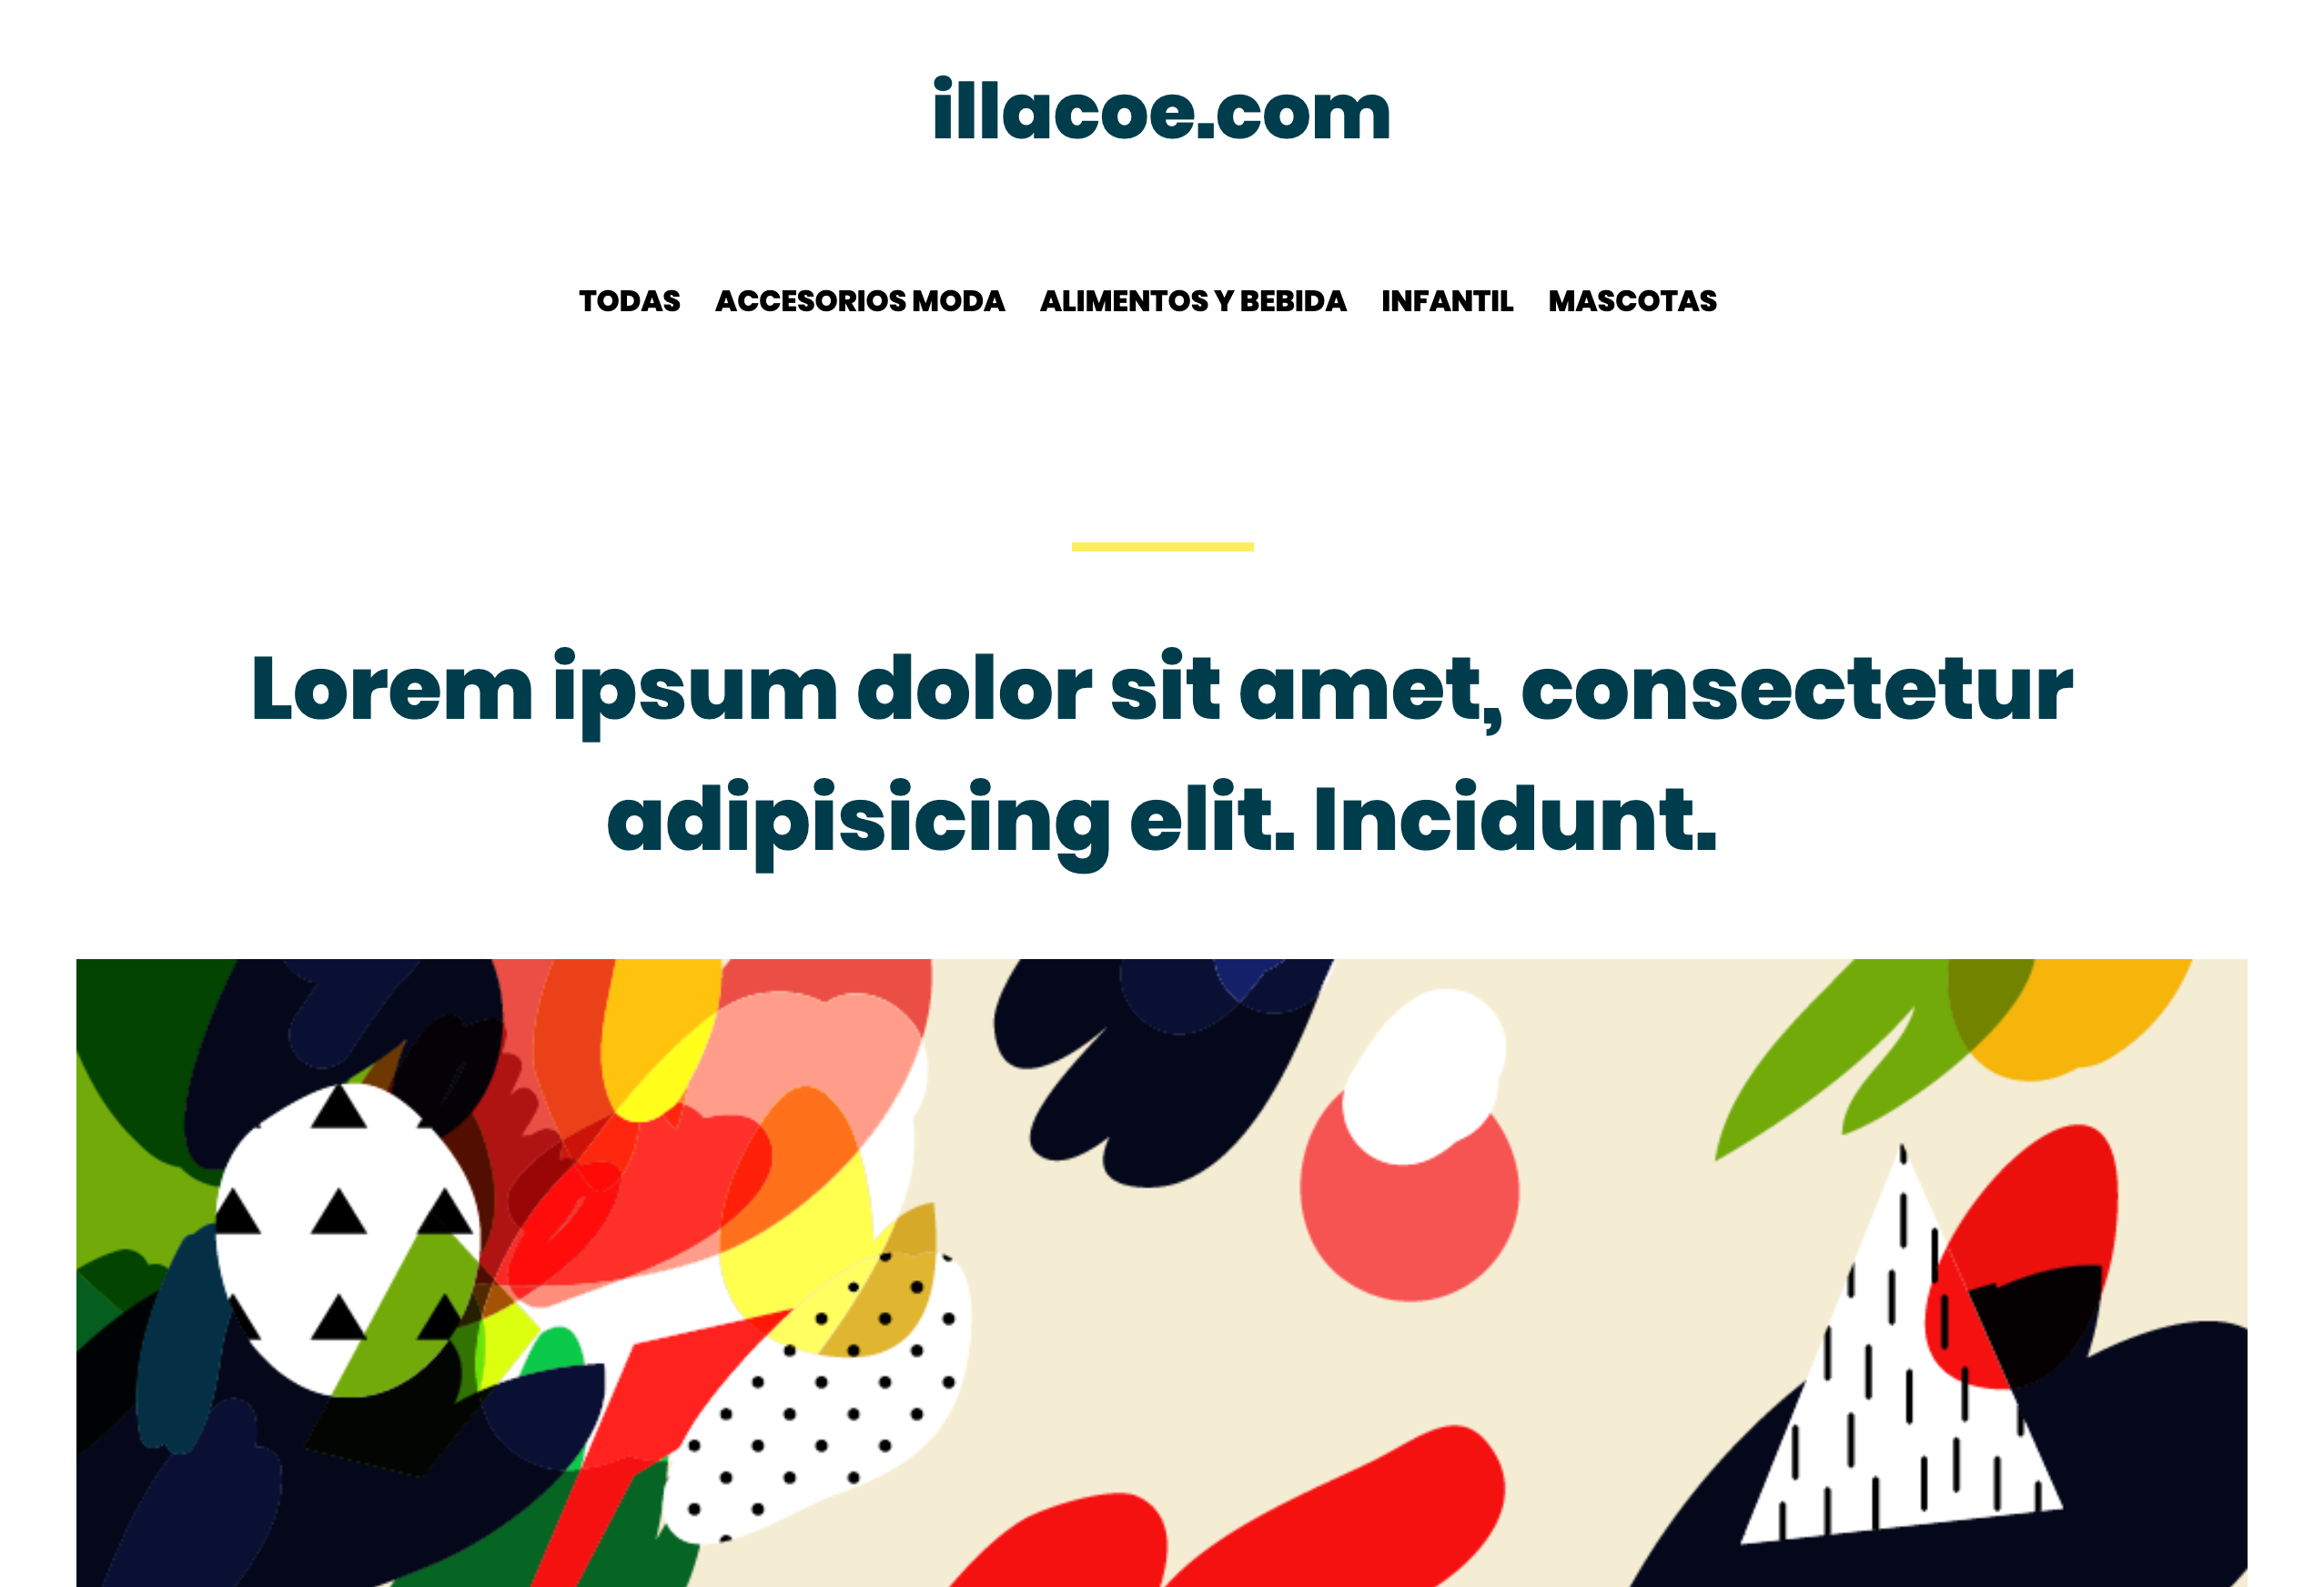 illacoe.com
TODAS ACCESORIOS MODA ALIMENTOS Y BEBIDA INFANTIL MASCOTAS
Lorem ipsum dolor sit amet, consectetur
adipisicing elit. Incidunt.